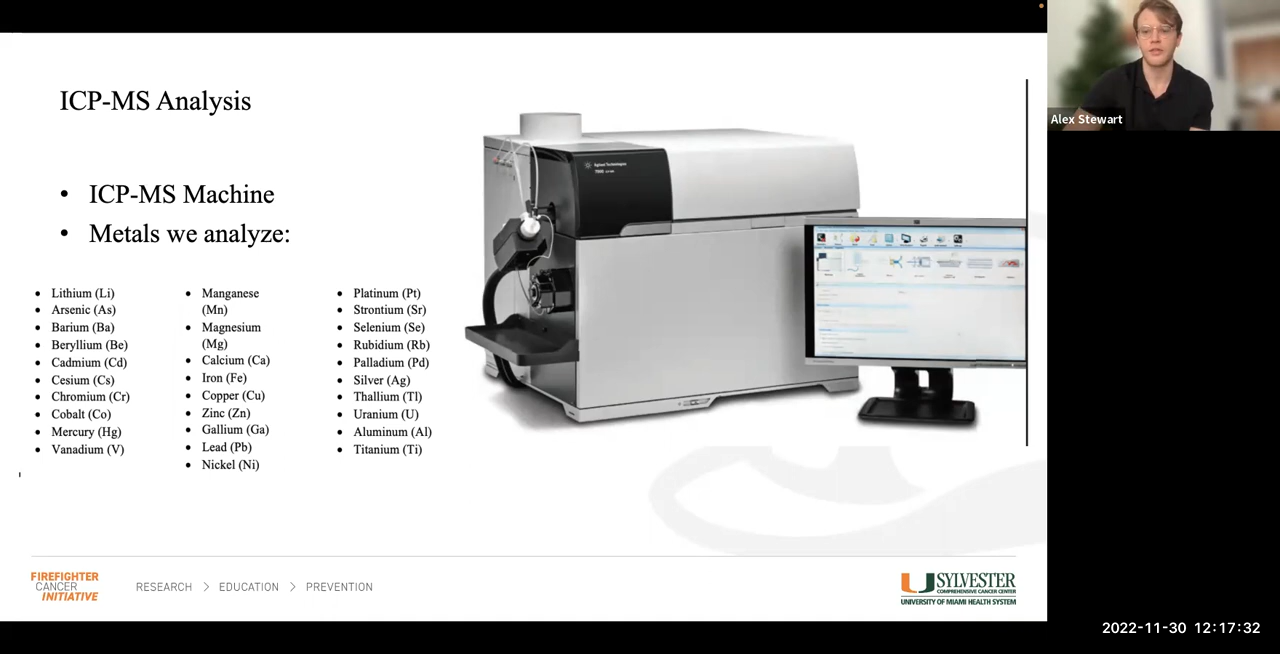 ICP-MS Analysis
• ICP-MS Machine
• Metals we analyze:
• Lithium (Li)
• Arsenic (As)
• Barium (Ba)
• Beryllium (Be)
• Cadmium (Cd)
• Cesium (Cs)
• Chromium (Cr)
• Cobalt (Co)
• Mercury (Hg)
• Vanadium (V)
• Manganese
(Mn)
• Magnesium
(Mg)
• Calcium (Ca)
• Iron (Fe)
• Copper (Cu)
• Zinc (Zn)
• Gallium (Ga)
• Lead (Pb)
• Nickel (Ni)
• Platinum (Pt)
• Strontium (Sr)
• Selenium (Se)
• Rubidium (Rb)
• Palladium (Pd)
• Silver (Ag)
• Thallium (Tl)
• Uranium (U)
• Aluminum (Al)
• Titanium (Ti)
Agilent Technologies
Alex Stewart
FIREFIGHTER
CANCER
INITIATIVE
RESEARCH > EDUCATION > PREVENTION
SYLVESTER
COMPREHENSIVE CANCER CENTER
UNIVERSITY OF MIAMI HEALTH SYSTEM
2022-11-30 12:17:32